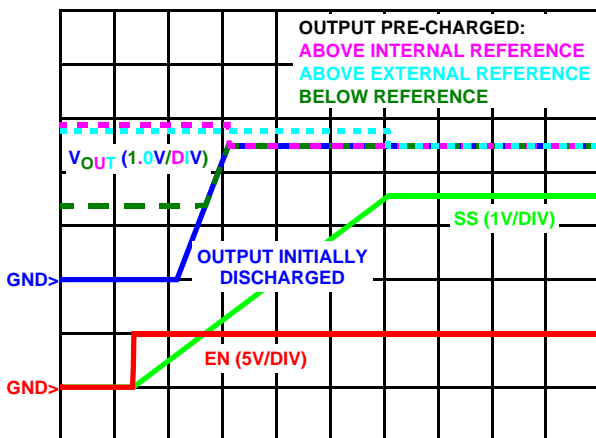 OUTPUT PRE-CHARGED:
ABOVE INTERNAL REFERENCE
ABOVE EXTERNAL REFERENCE
BELOW REFERENCE
VOUT (1.0V/DIV)
SS (1V/DIV)
OUTPUT INITIALLY
DISCHARGED
GND>
EN (5V/DIV)
GND>